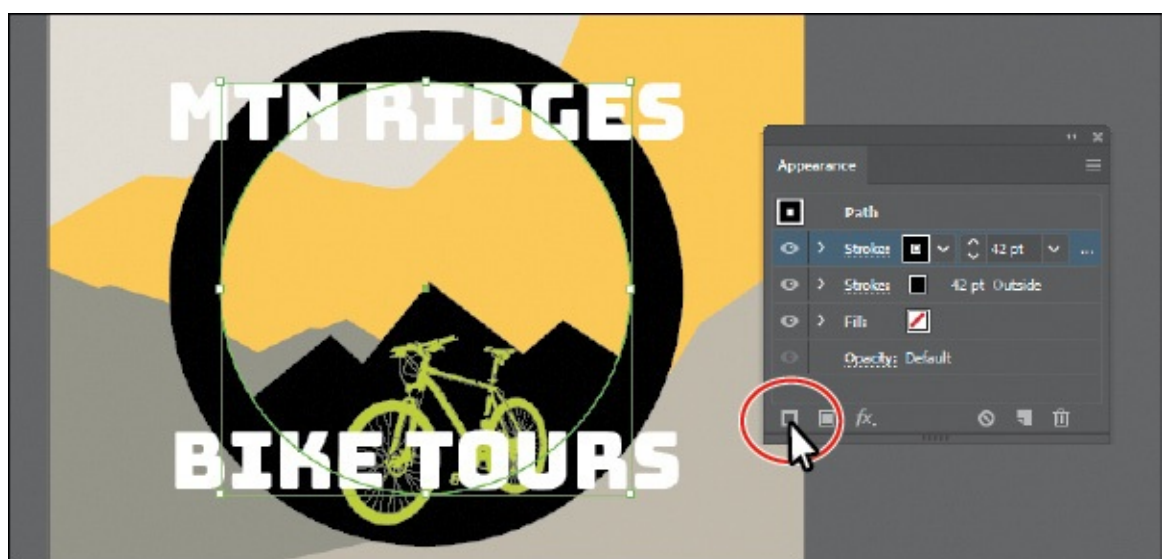 MTN RIDGES
BIKE TOURS
Appearance
Path
Stroke: 42 pt ...
Stroke: 42 pt Outside
Fill:
Opacity: Default
fx.